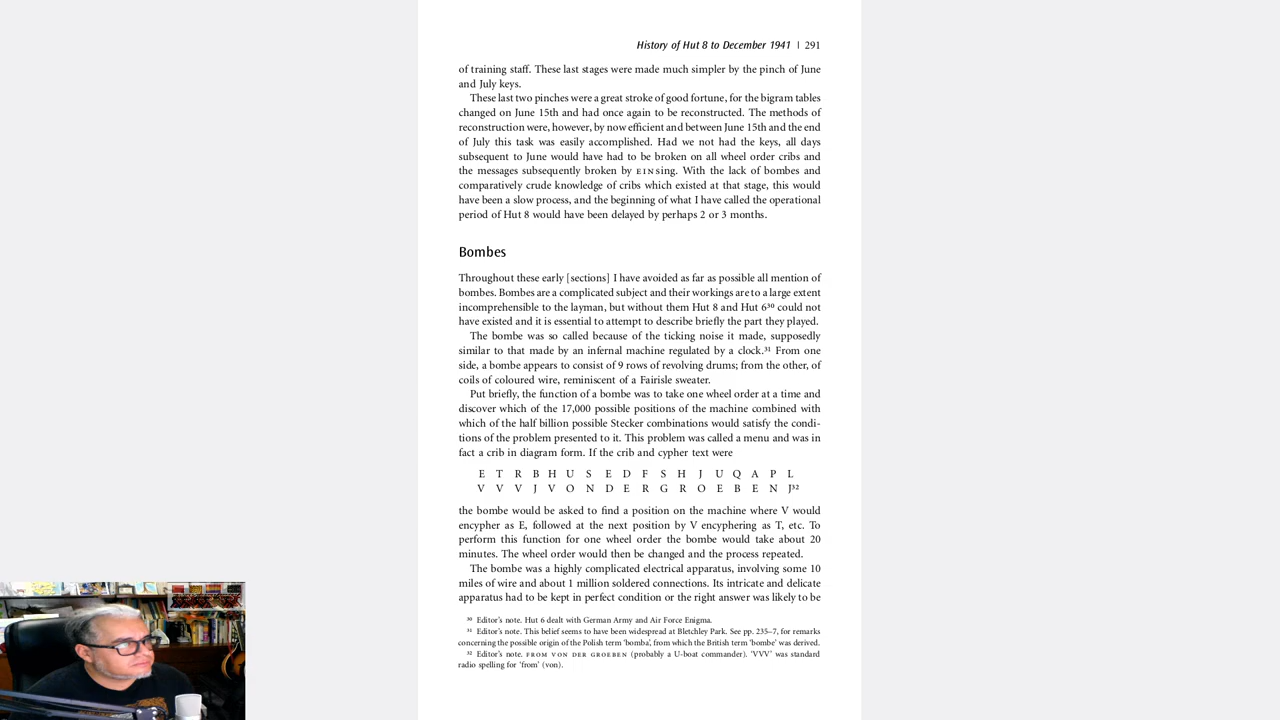 History of Hut 8 to December 1941 | 291
of training staff. These last stages were made much simpler by the pinch of June
and July keys.
These last two pinches were a great stroke of good fortune, for the bigram tables
changed on June 15th and had once again to be reconstructed. The methods of
reconstruction were, however, by now efficient and between June 15th and the end
of July this task was easily accomplished. Had we not had the keys, all days
subsequent to June would have had to be broken on all wheel order cribs and
the messages subsequently broken by EINSing. With the lack of bombes and
comparatively crude knowledge of cribs which existed at that stage, this would
have been a slow process, and the beginning of what I have called the operational
period of Hut 8 would have been delayed by perhaps 2 or 3 months.
Bombes
Throughout these early [sections] I have avoided as far as possible all mention of
bombes. Bombes are a complicated subject and their workings are to a large extent
incomprehensible to the layman, but without them Hut 8 and Hut 6³⁰ could not
have existed and it is essential to attempt to describe briefly the part they played.
The bombe was so called because of the ticking noise it made, supposedly
similar to that made by an infernal machine regulated by a clock.³¹ From one
side, a bombe appears to consist of 9 rows of revolving drums; from the other, of
coils of coloured wire, reminiscent of a Fairisle sweater.
Put briefly, the function of a bombe was to take one wheel order at a time and
discover which of the 17,000 possible positions of the machine combined with
which of the half billion possible Stecker combinations would satisfy the condi-
tions of the problem presented to it. This problem was called a menu and was in
fact a crib in diagram form. If the crib and cypher text were
E T R B H U S E D F S H J U Q A P L
V V V J V O N D E R G R O E B E N J³²
the bombe would be asked to find a position on the machine where V would
encypher as E, followed at the next position by V encyphering as T, etc. To
perform this function for one wheel order the bombe would take about 20
minutes. The wheel order would then be changed and the process repeated.
The bombe was a highly complicated electrical apparatus, involving some 10
miles of wire and about 1 million soldered connections. Its intricate and delicate
apparatus had to be kept in perfect condition or the right answer was likely to be
³⁰ Editor's note. Hut 6 dealt with German Army and Air Force Enigma.
³¹ Editor's note. This belief seems to have been widespread at Bletchley Park. See pp. 235–7, for remarks
concerning the possible origin of the Polish term 'bomba', from which the British term 'bombe' was derived.
³² Editor's note. FROM VON DER GROEBEN (probably a U-boat commander). 'VVV' was standard
radio spelling for 'from' (von).